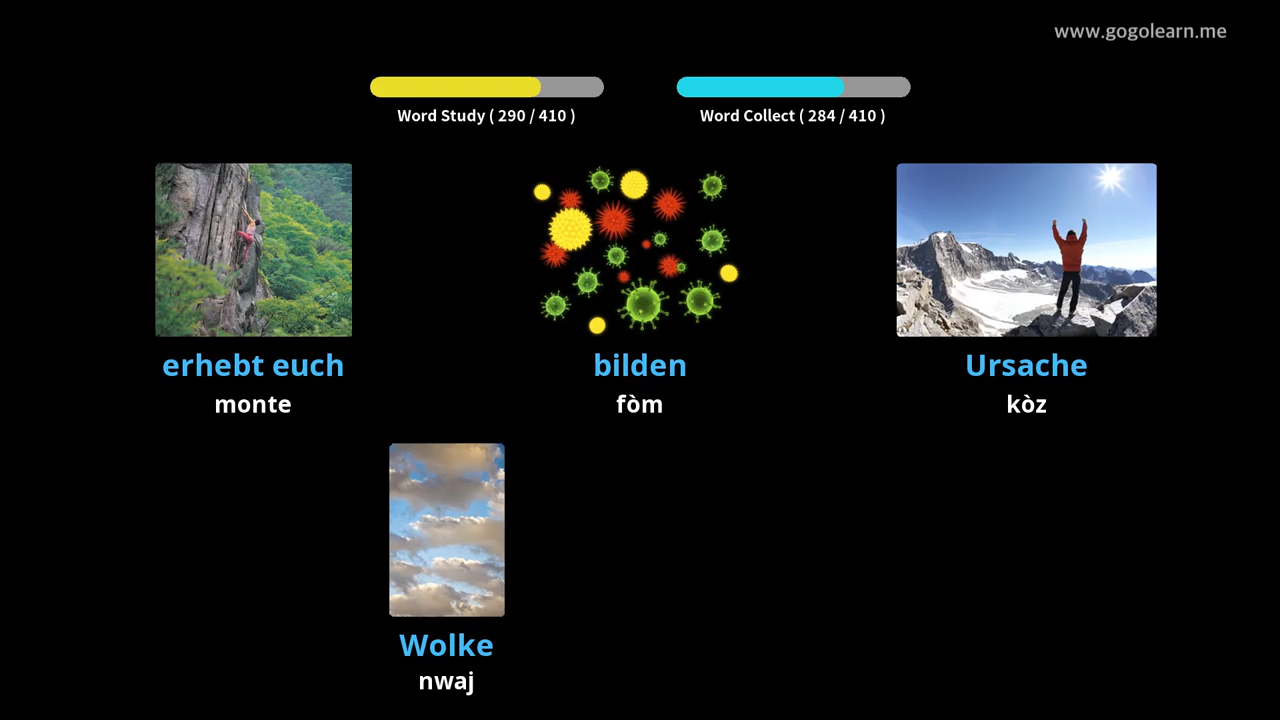 www.gogolearn.me
Word Study ( 290 / 410 )
Word Collect ( 284 / 410 )
erhebt euch
monte
bilden
fòm
Ursache
kòz
Wolke
nwaj